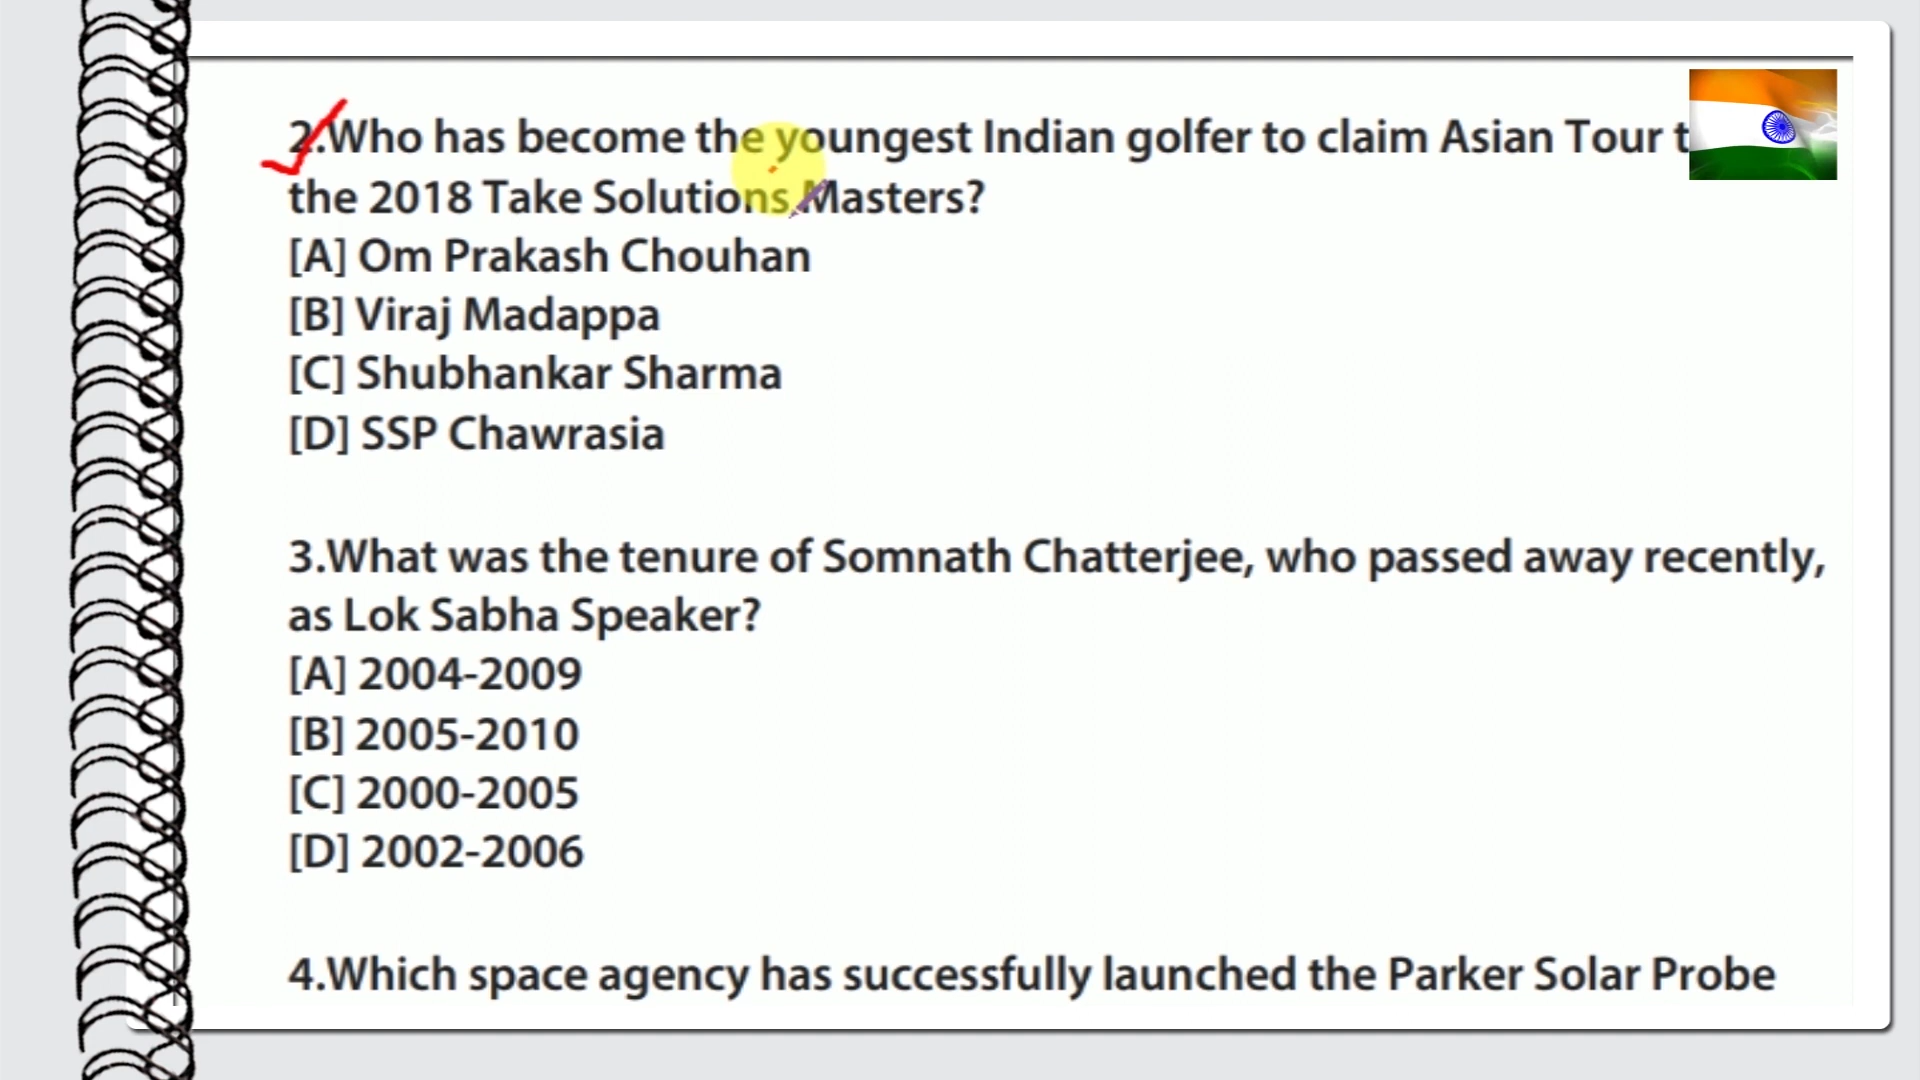 2.Who has become the youngest Indian golfer to claim Asian Tour t
the 2018 Take Solutions Masters?
[A] Om Prakash Chouhan
[B] Viraj Madappa
[C] Shubhankar Sharma
[D] SSP Chawrasia
3.What was the tenure of Somnath Chatterjee, who passed away recently,
as Lok Sabha Speaker?
[A] 2004-2009
[B] 2005-2010
[C] 2000-2005
[D] 2002-2006
4.Which space agency has successfully launched the Parker Solar Probe